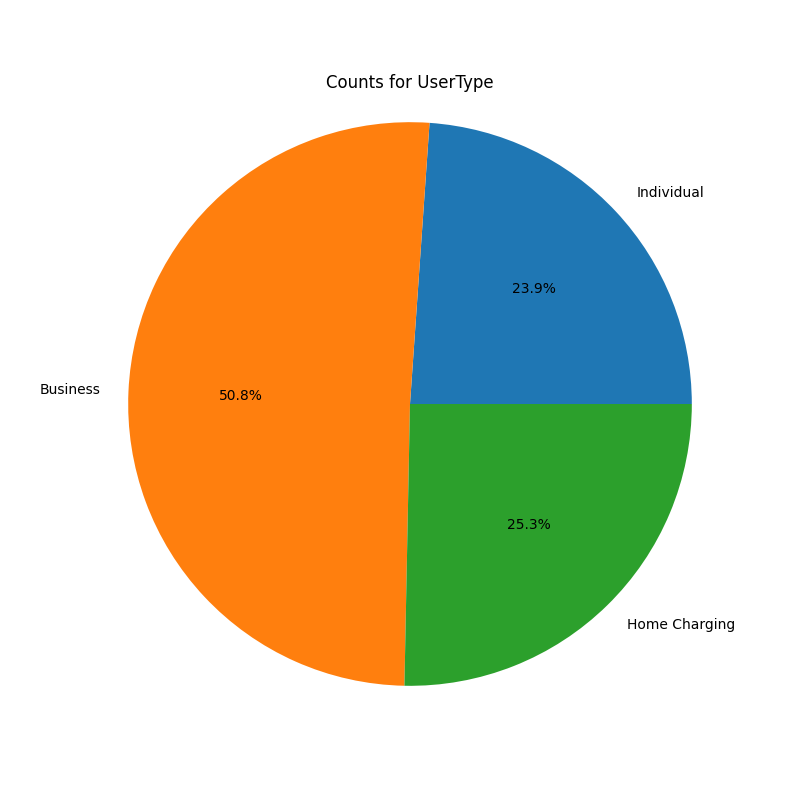 Counts for UserType
Individual
23.9%
Business
50.8%
25.3%
Home Charging